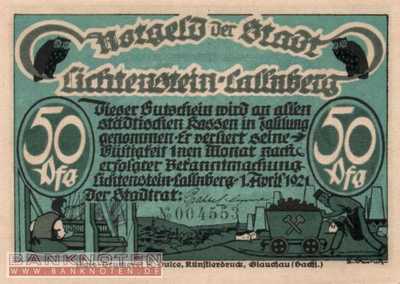 Notgeld der Stadt
Lichtenstein-Callnberg
50
Pfg
Dieser Gutschein wird an allen
städtischen Kassen in Zahlung
genommen. Er verliert seine
Gültigkeit 1 nen Monat nach
erfolgter Bekanntmachung.
Lichtenstein-Callnberg - 1. April 1921
Der Stadtrat:
50
Pfg
№ 004553
Künstlerdruck, Glauchau (Sachs.)
BANKNOTEN
WWW.BANKNOTEN.DE